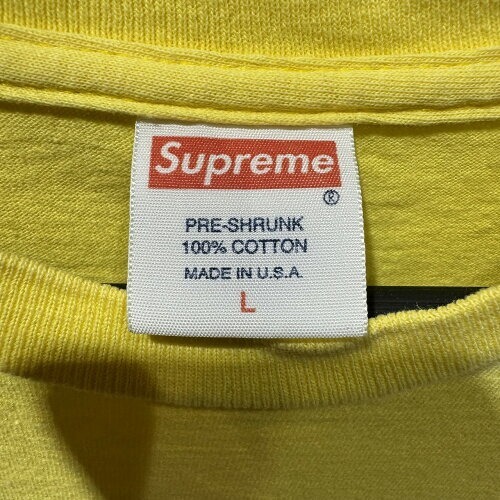 Supreme
®
PRE-SHRUNK
100% COTTON
MADE IN U.S.A.
L